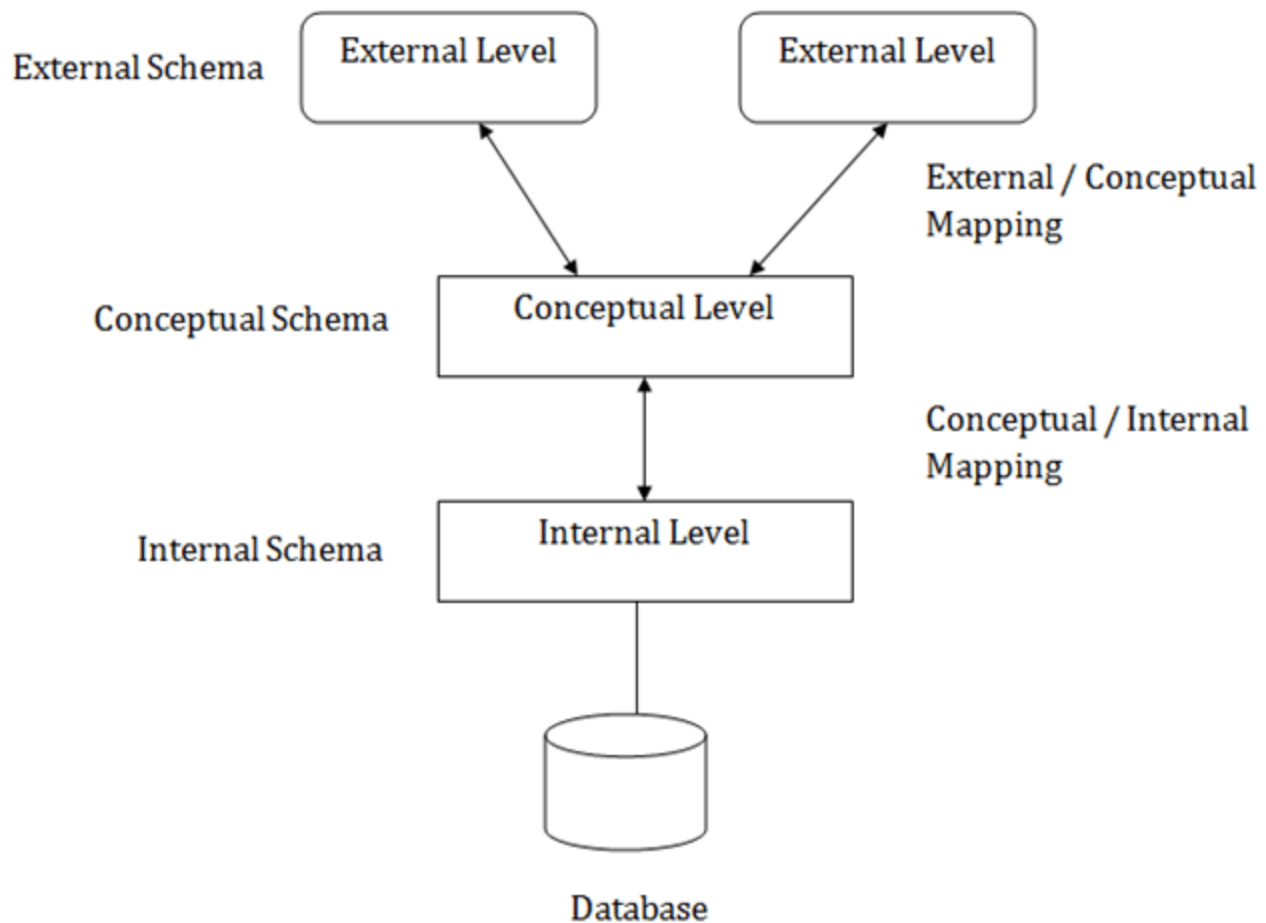 External Schema
External Level
External Level
External / Conceptual
Mapping
Conceptual Schema
Conceptual Level
Conceptual / Internal
Mapping
Internal Schema
Internal Level
Database